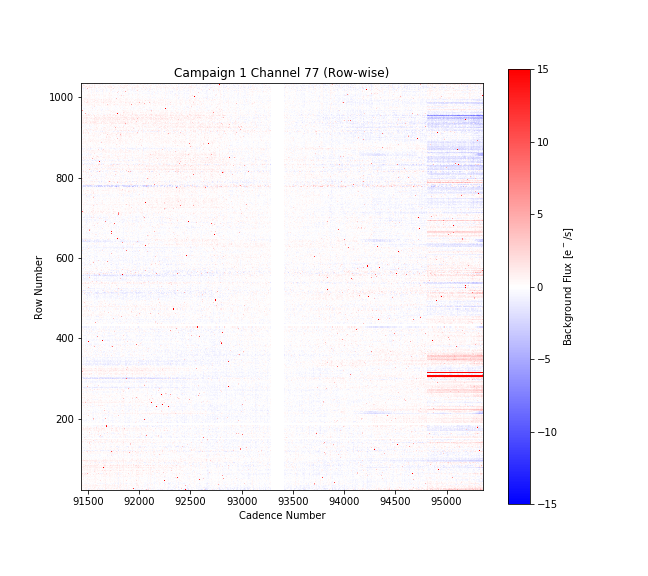 Campaign 1 Channel 77 (Row-wise)
1000
800
600
400
200
Row Number
91500 92000 92500 93000 93500 94000 94500 95000
Cadence Number
15
10
5
0
−5
−10
−15
Background Flux [e⁻/s]